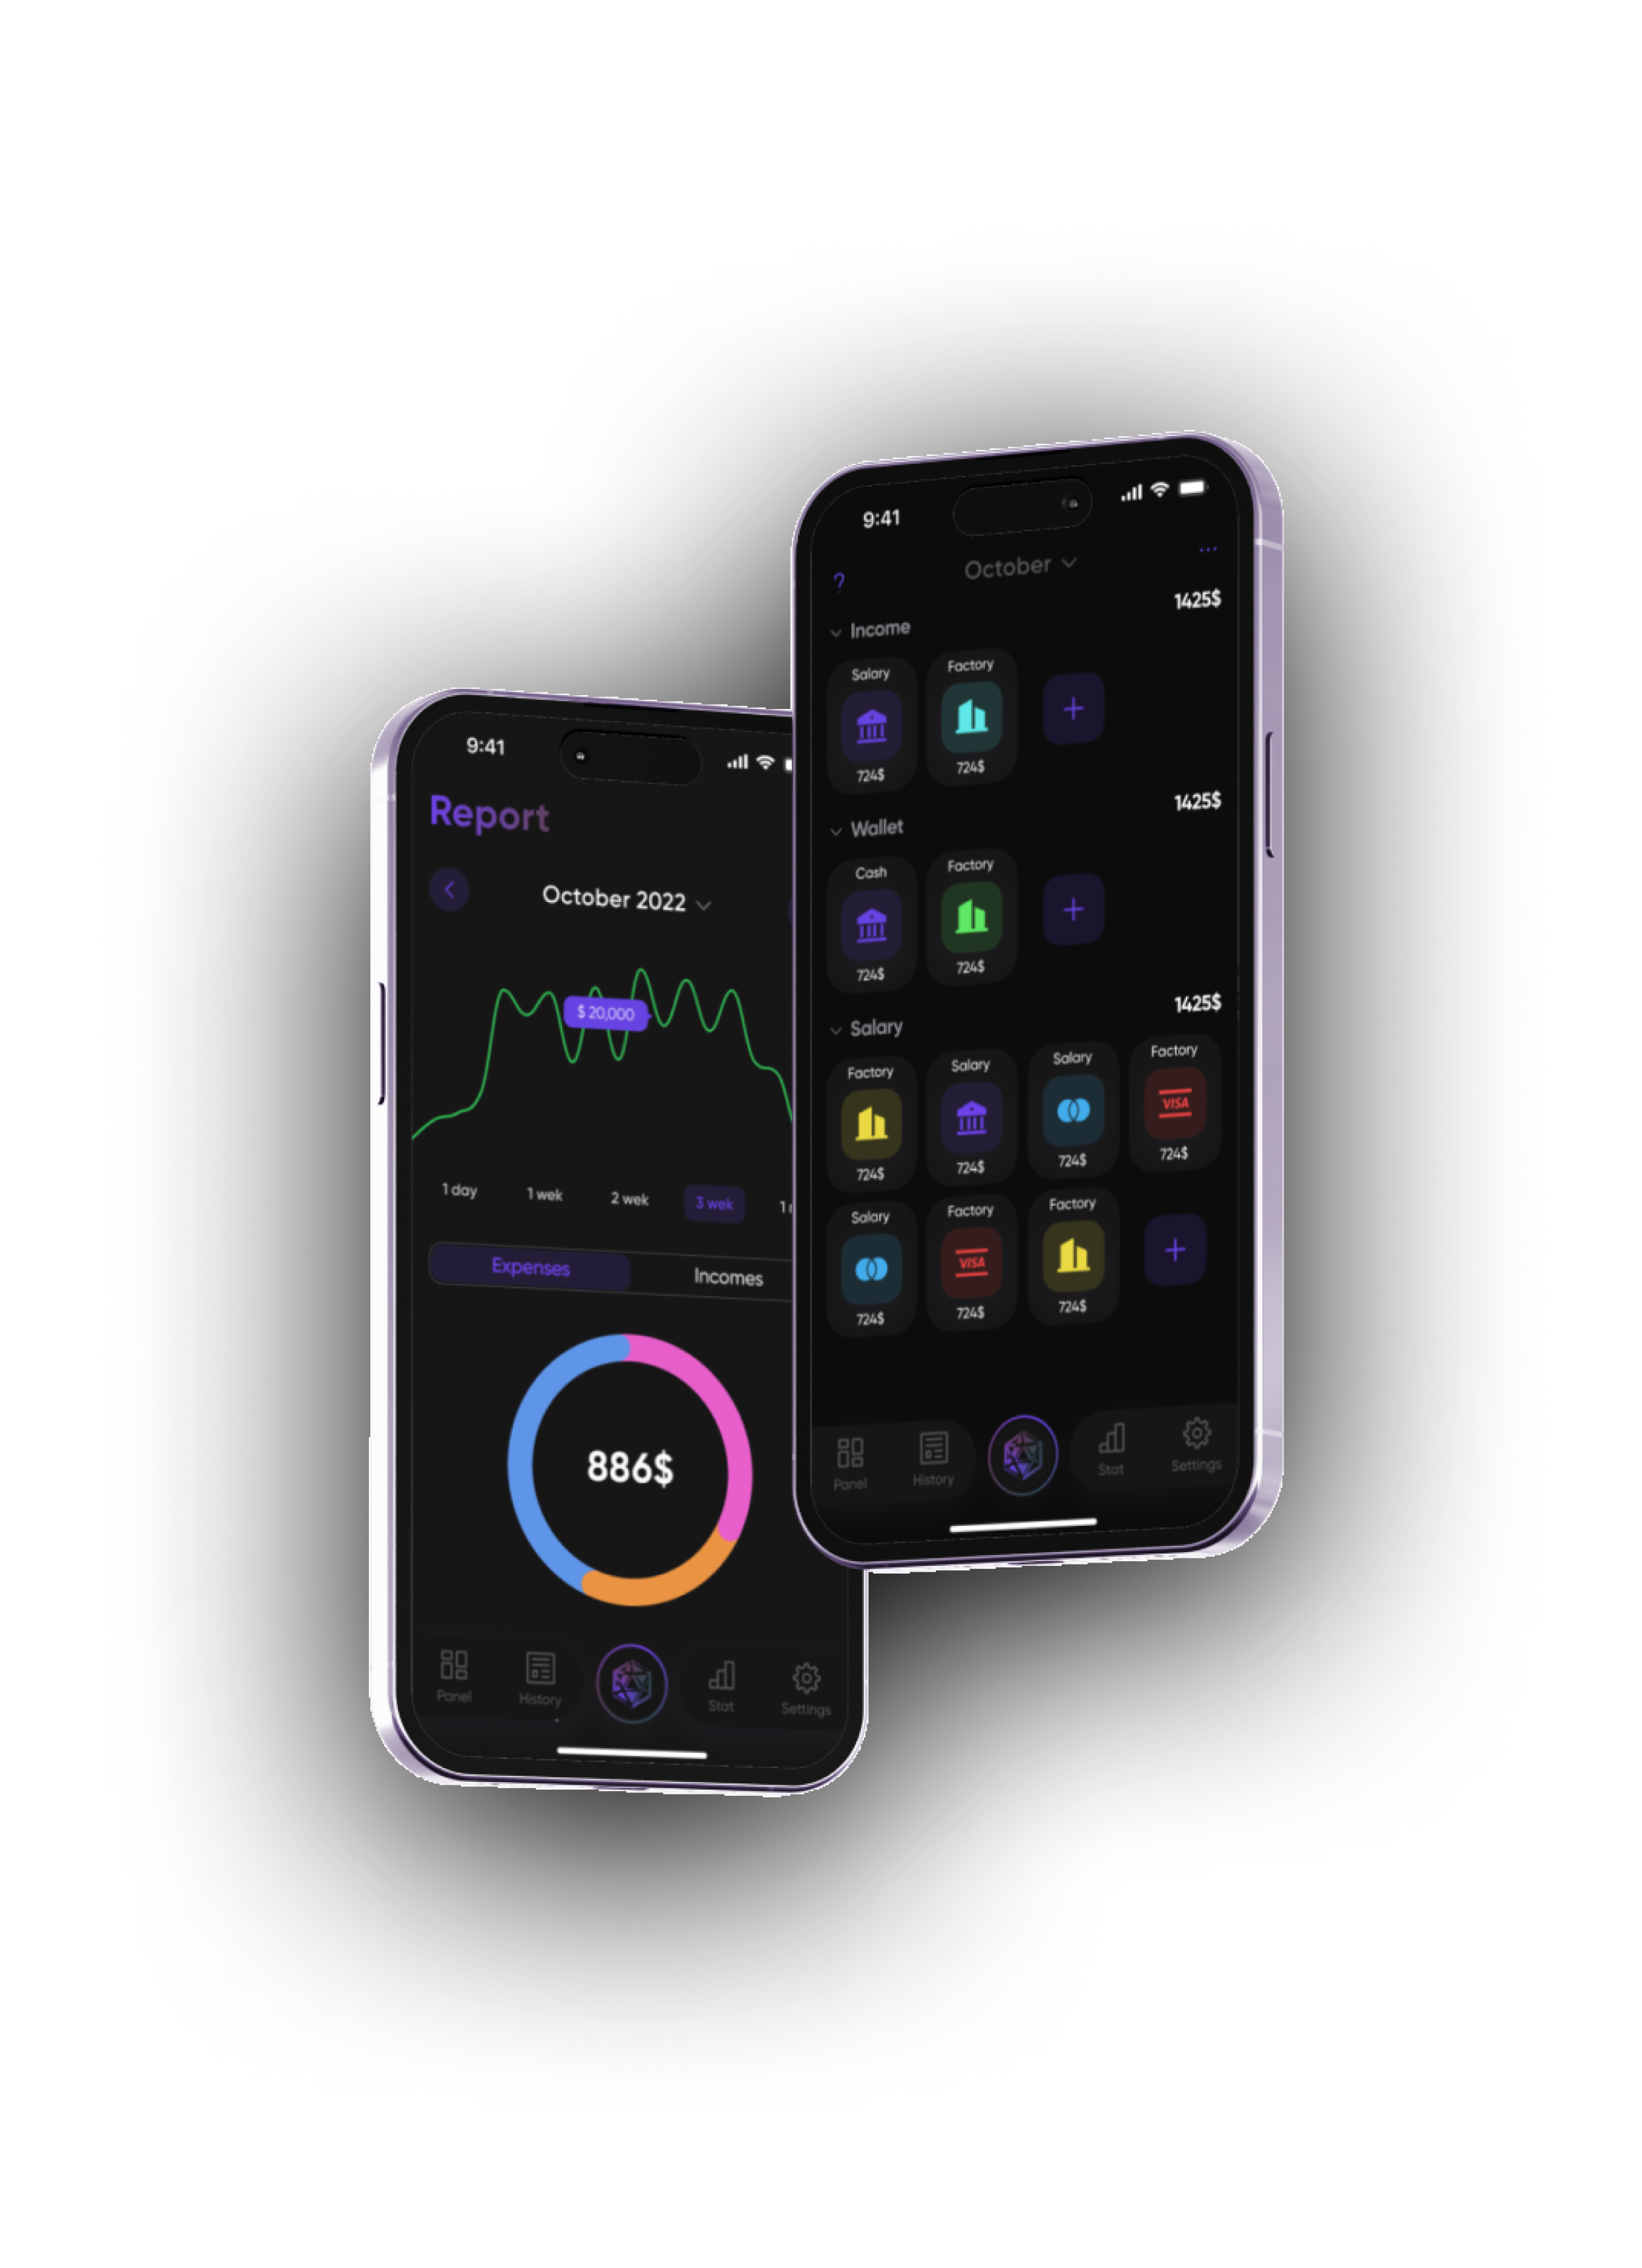 9:41
Report
October 2022
$ 20,000
1 day 1 wek 2 wek 3 wek 1
Expenses Incomes
886$
Panel History Stat Settings
9:41
?
October
...
1425$
Income
Salary Factory
+
724$ 724$
1425$
Wallet
Cash Factory
+
724$ 724$
1425$
Salary
Factory Salary Salary Factory
VISA
724$ 724$ 724$ 724$
Salary Factory Factory
VISA
+
724$ 724$ 724$
Panel History Stat Settings